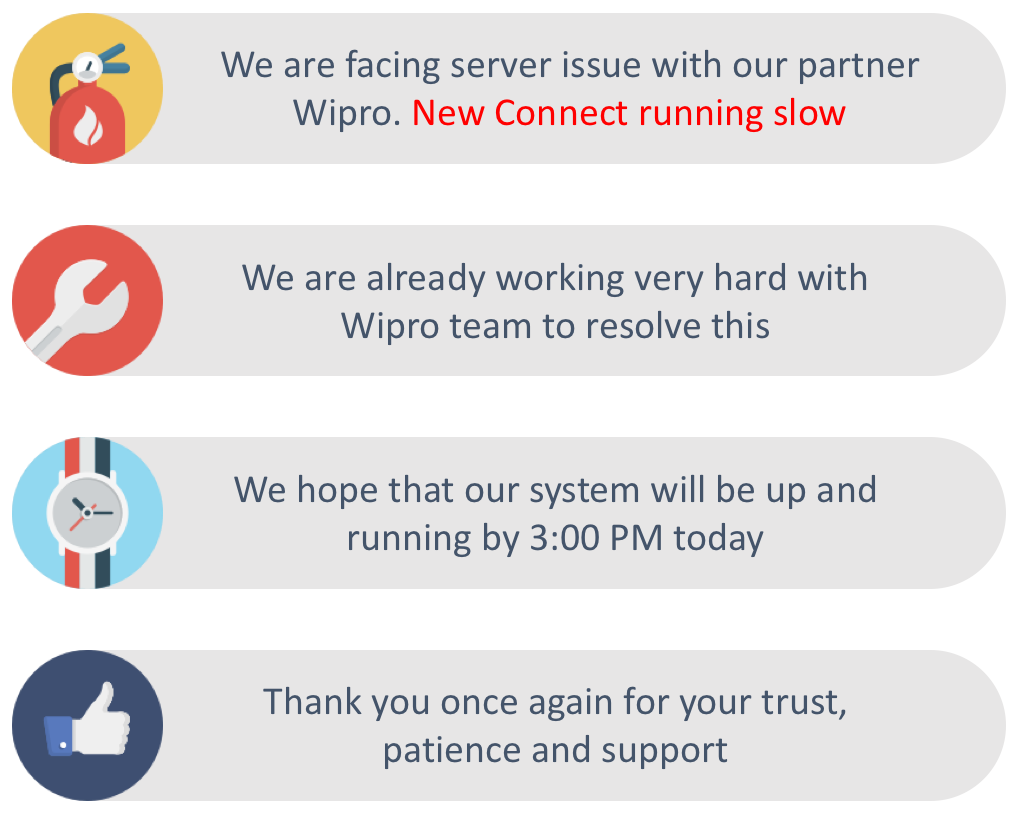 We are facing server issue with our partner
Wipro. New Connect running slow
We are already working very hard with
Wipro team to resolve this
We hope that our system will be up and
running by 3:00 PM today
Thank you once again for your trust,
patience and support